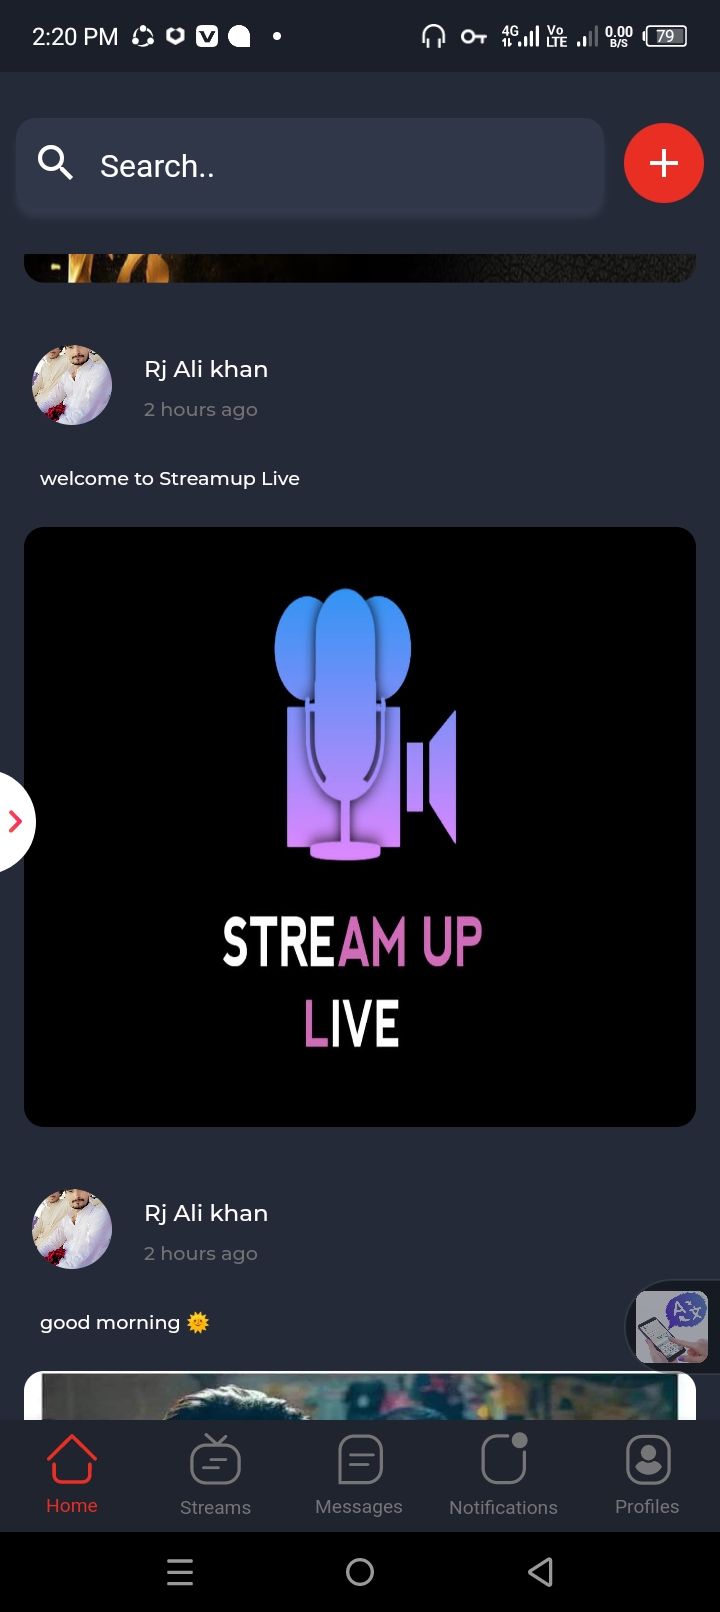 2:20 PM
4G
Vo
LTE
0.00
B/S
79
Search..
Rj Ali khan
2 hours ago
welcome to Streamup Live
STREAM UP
LIVE
Rj Ali khan
2 hours ago
good morning 🌞
Home
Streams
Messages
Notifications
Profiles